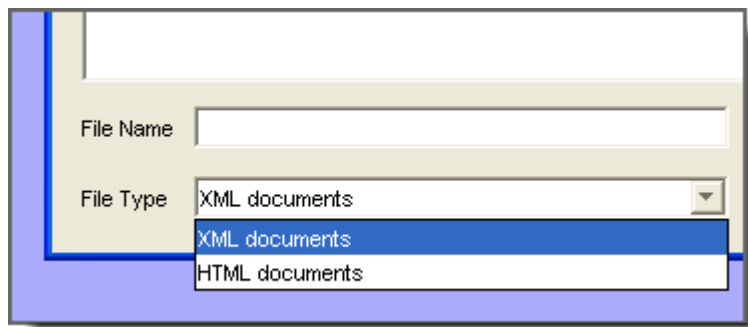 File Name
File Type XML documents
XML documents
HTML documents